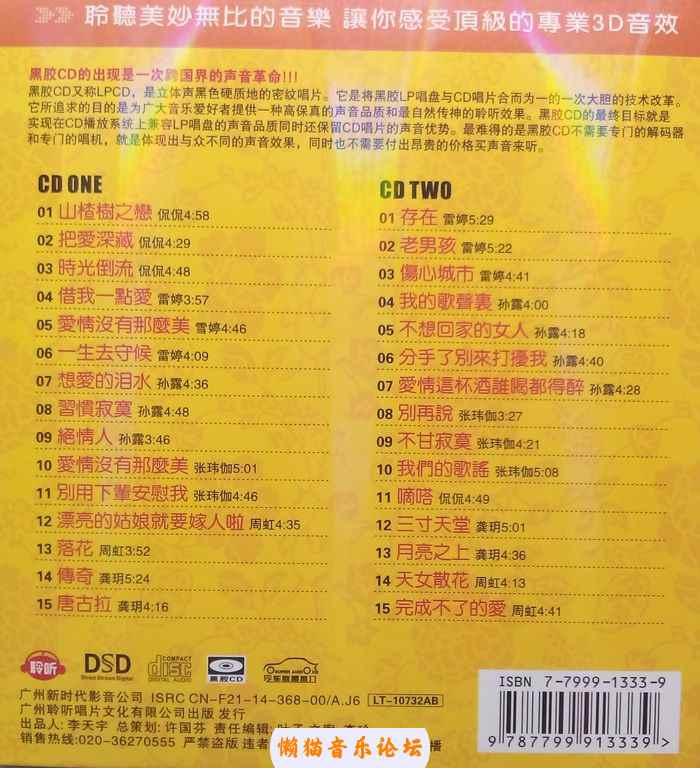 聆聽美妙無比的音樂 讓你感受頂級的專業3D音效
黑胶CD的出现是一次跨国界的声音革命!!!
黑胶CD又称LPCD，是立体声黑色硬质地的密纹唱片。它是将黑胶LP唱盘与CD唱片合而为一的一次大胆的技术改革。
它所追求的目的是为广大音乐爱好者提供一种高保真的声音品质和最自然传神的聆听效果。黑胶CD的最终目标就是
实现在CD播放系统上兼容LP唱盘的声音品质同时还保留CD唱片的声音优势。最难得的是黑胶CD不需要专门的解码器
和专门的唱机，就是体现出与众不同的声音效果，同时也不需要付出昂贵的价格买声音来听。
CD ONE
01 山楂樹之戀 侃侃4:58
02 把愛深藏 侃侃4:29
03 時光倒流 侃侃4:48
04 借我一點愛 雷婷3:57
05 愛情沒有那麼美 雪婷4:46
06 一生去守候 雷婷4:09
07 想愛的泪水 孙露4:36
08 習慣寂寞 孙露4:48
09 絕情人 孙露3:46
10 愛情沒有那麼美 张玮伽5:01
11 別用下輩安慰我 张玮伽4:46
12 漂亮的姑娘就要嫁人啦 周虹4:35
13 落花 周虹3:52
14 傳奇 龚玥5:24
15 唐古拉 龚玥4:16
CD TWO
01 存在 雷婷5:29
02 老男孩 雷婷5:22
03 傷心城市 雷婷4:41
04 我的歌聲裏 孙露4:00
05 不想回家的女人 孙露4:18
06 分手了別來打擾我 孙露4:40
07 愛情這杯酒誰喝都得醉 孙露4:28
08 別再說 张玮伽3:27
09 不甘寂寞 张玮伽4:21
10 我們的歌謠 张玮伽5:08
11 嘀嗒 侃侃4:49
12 三寸天堂 龚玥5:01
13 月亮之上 龚玥4:36
14 天女散花 周虹4:13
15 完成不了的愛 周虹4:41
聆听
DSD
Direct Stream Digital
COMPACT
disc
DIGITAL AUDIO
黑胶CD
广州新时代影音公司 ISRC CN-F21-14-368-00/A.J6 LT-10732AB
广州聆听唱片文化有限公司出版 发行
出品人：李天宇 总策划：许国芬 责任编辑：
销售热线:020-36270555 严禁盗版 违者
播
懒猫音乐论坛
ISBN 7-7999-1333-9
9 787799 913339